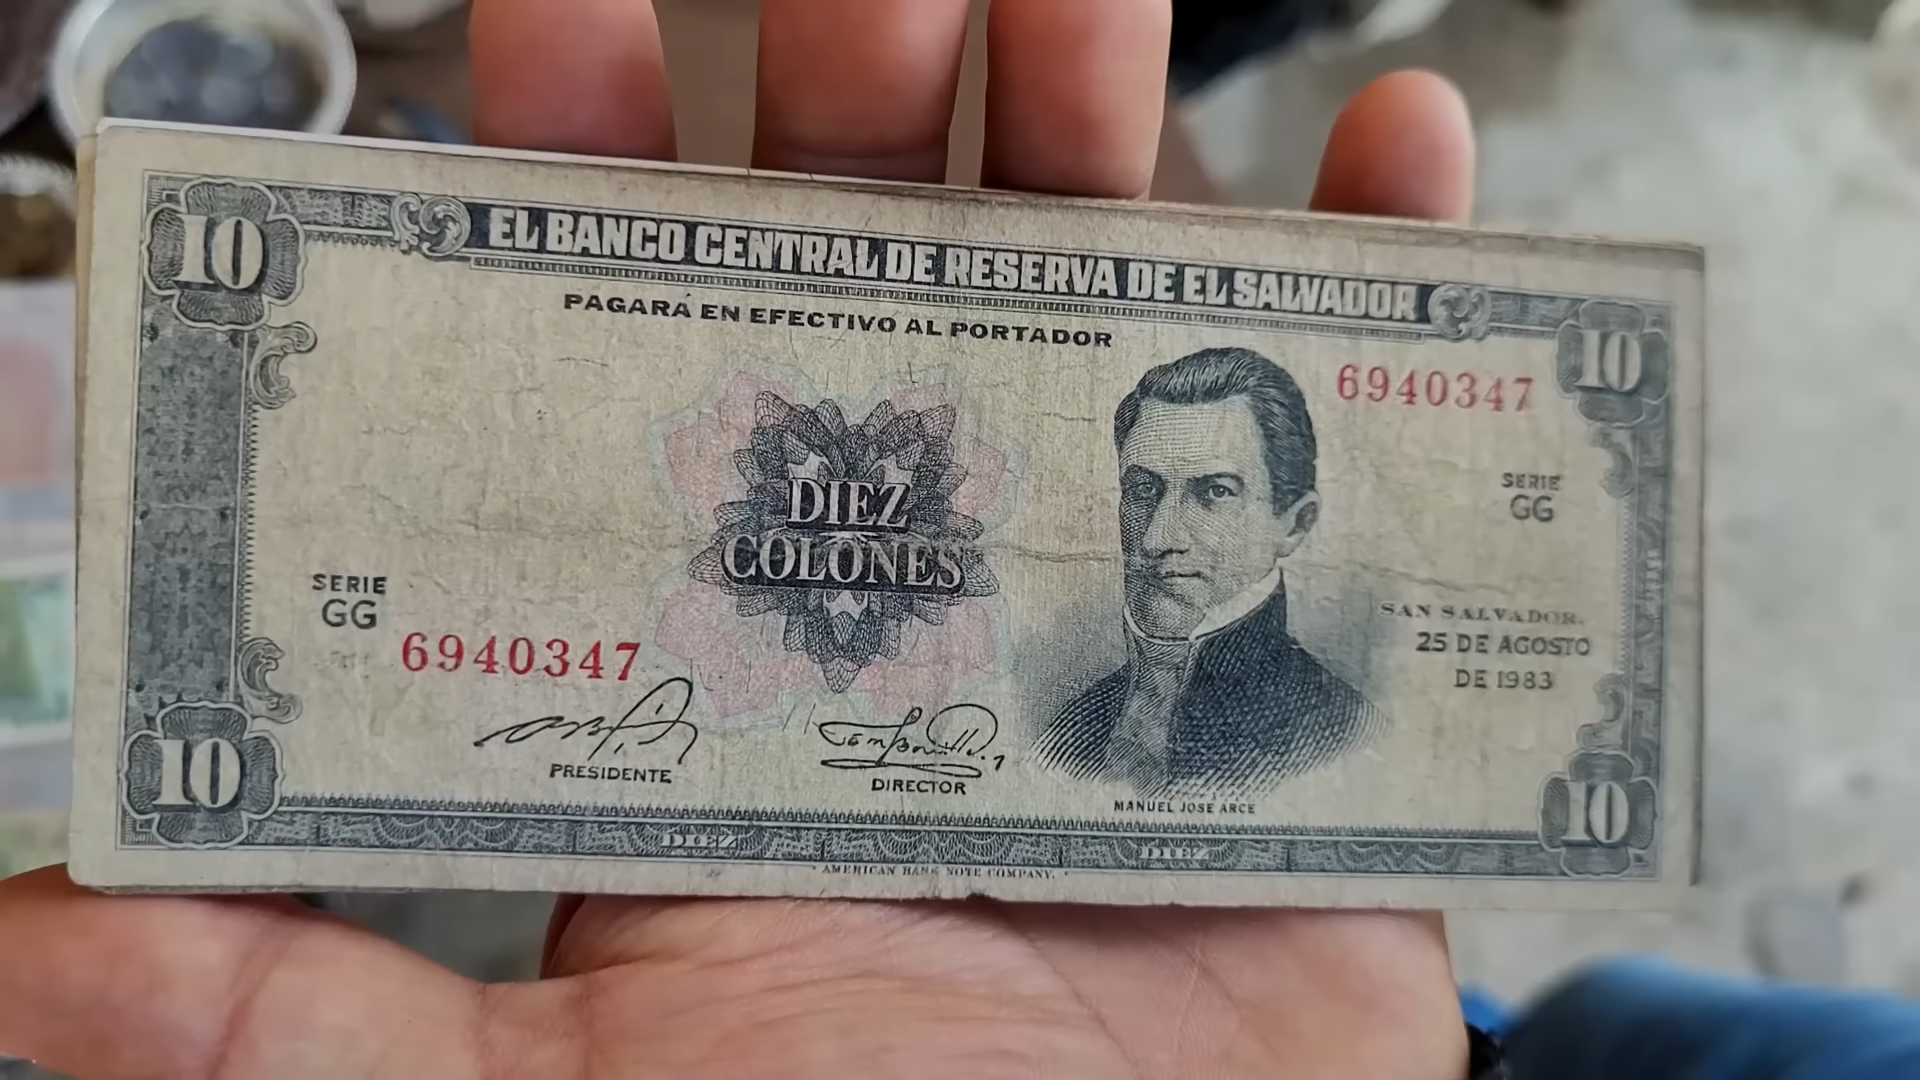 10
EL BANCO CENTRAL DE RESERVA DE EL SALVADOR
10
PAGARÁ EN EFECTIVO AL PORTADOR
6940347
SERIE
GG
DIEZ
COLONES
SERIE
GG
6940347
SAN SALVADOR.
25 DE AGOSTO
DE 1983
PRESIDENTE
DIRECTOR
MANUEL JOSE ARCE
10
10
DIEZ
DIEZ
AMERICAN BANK NOTE COMPANY.